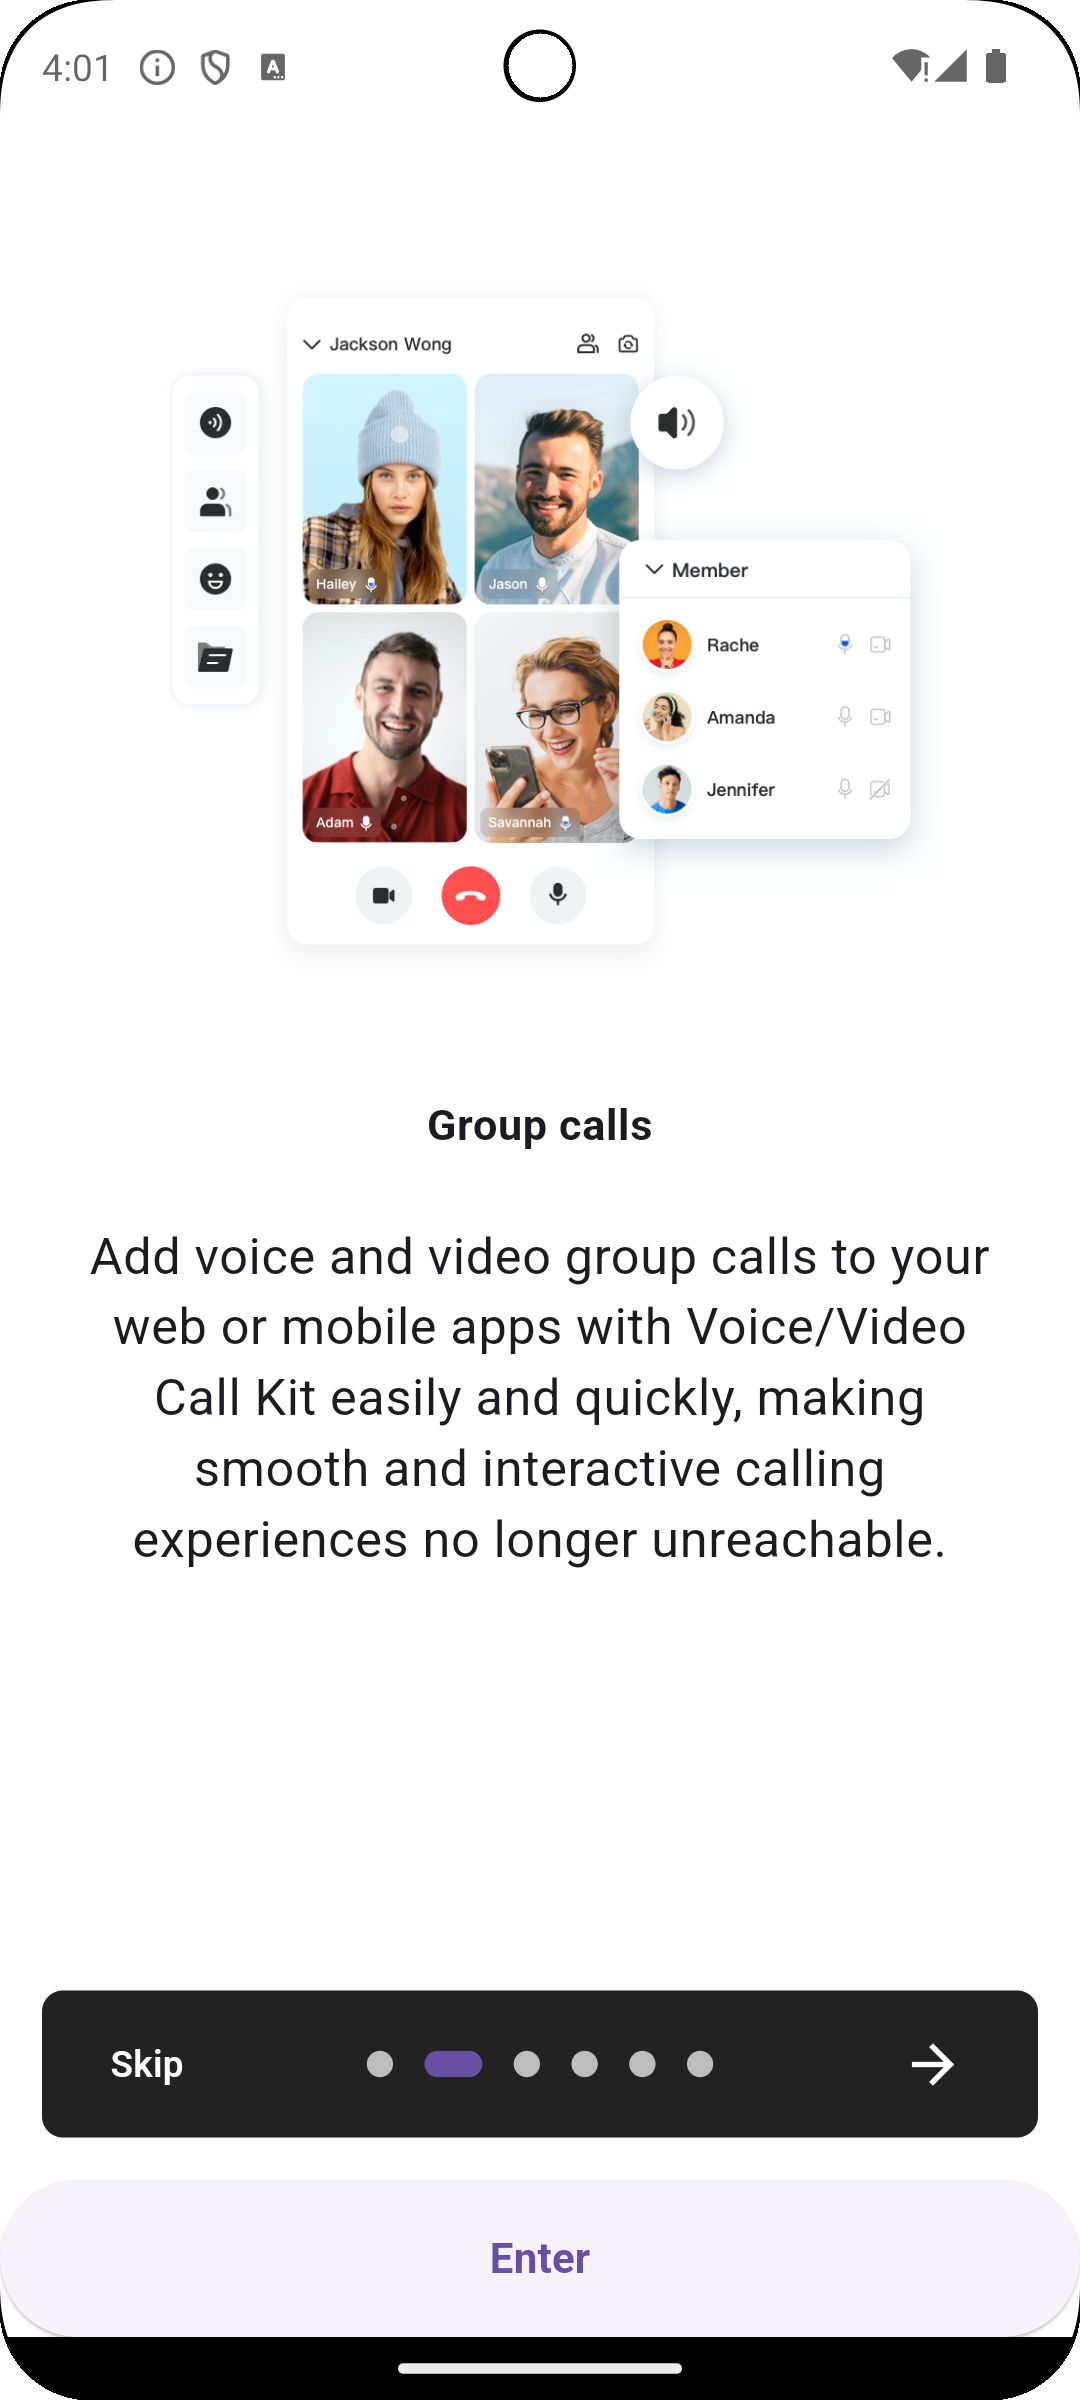 4:01
Jackson Wong
Hailey
Jason
Member
Rache
Amanda
Jennifer
Adam
Savannah
Group calls
Add voice and video group calls to your
web or mobile apps with Voice/Video
Call Kit easily and quickly, making
smooth and interactive calling
experiences no longer unreachable.
Skip
Enter